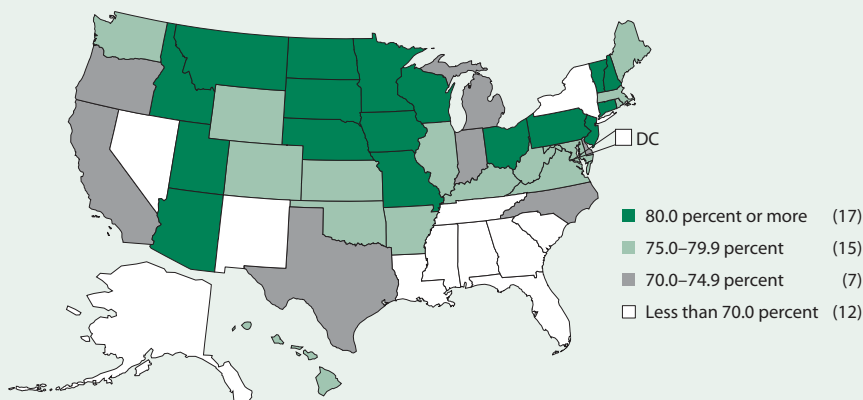 DC
80.0 percent or more (17)
75.0–79.9 percent (15)
70.0–74.9 percent (7)
Less than 70.0 percent (12)